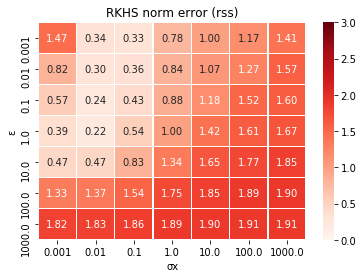 RKHS norm error (rss)
0.001 1.47 0.34 0.33 0.78 1.00 1.17 1.41
0.01 0.82 0.30 0.36 0.84 1.07 1.27 1.57
0.1 0.57 0.24 0.43 0.88 1.18 1.52 1.60
1.0 0.39 0.22 0.54 1.00 1.42 1.61 1.67
10.0 0.47 0.47 0.83 1.34 1.65 1.77 1.85
100.0 1.33 1.37 1.54 1.75 1.85 1.89 1.90
1000.0 1.82 1.83 1.86 1.89 1.90 1.91 1.91
0.001 0.01 0.1 1.0 10.0 100.0 1000.0
σx
ε
3.0
2.5
2.0
1.5
1.0
0.5
0.0